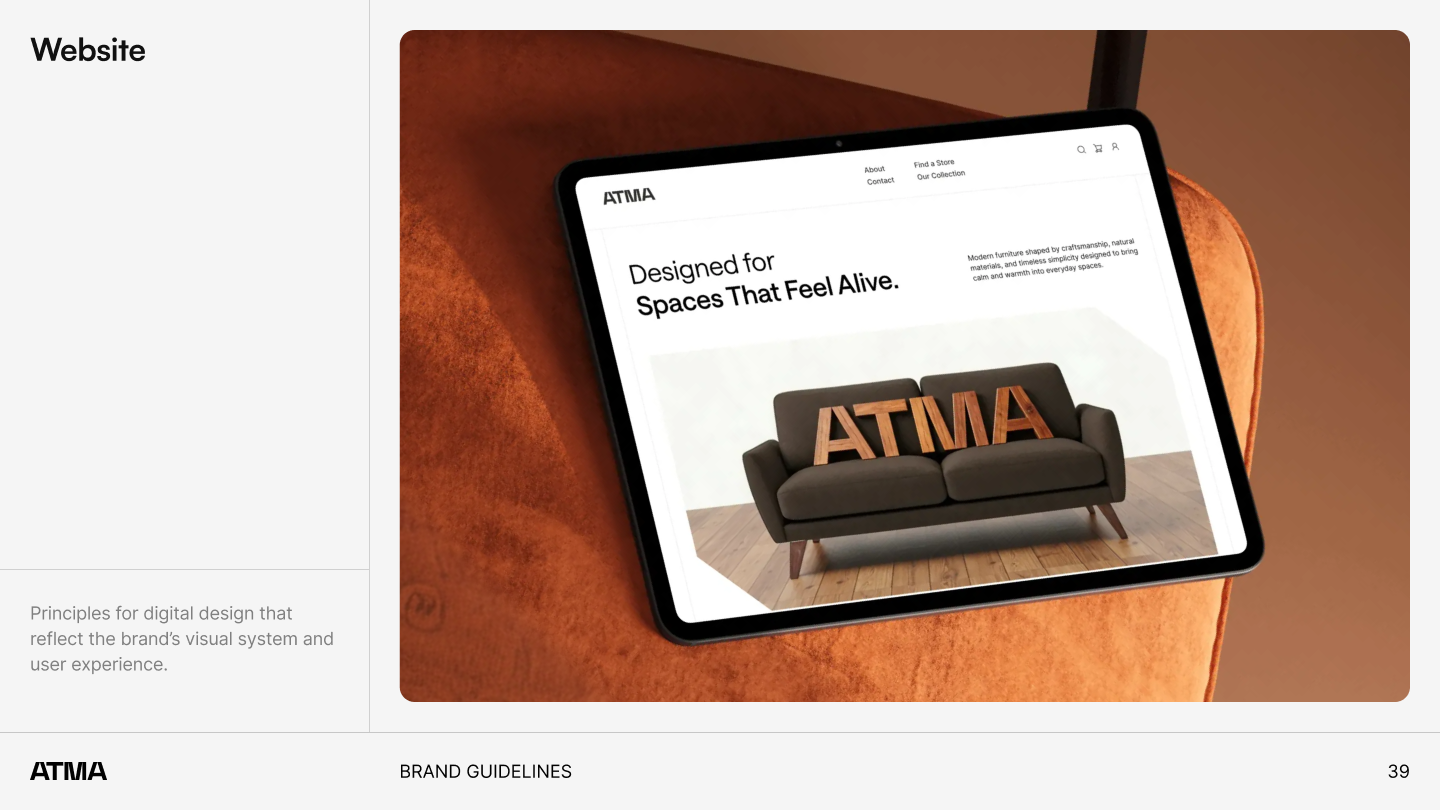 Website
ATMA
About
Find a Store
Contact
Our Collection
Designed for
Spaces That Feel Alive.
Modern furniture shaped by craftsmanship, natural
materials, and timeless simplicity designed to bring
calm and warmth into everyday spaces.
ATMA
Principles for digital design that
reflect the brand’s visual system and
user experience.
ATMA
BRAND GUIDELINES
39